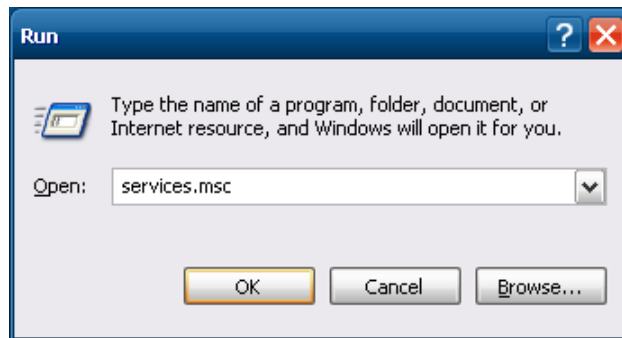 Run
Type the name of a program, folder, document, or
Internet resource, and Windows will open it for you.
Open: services.msc
OK Cancel Browse...